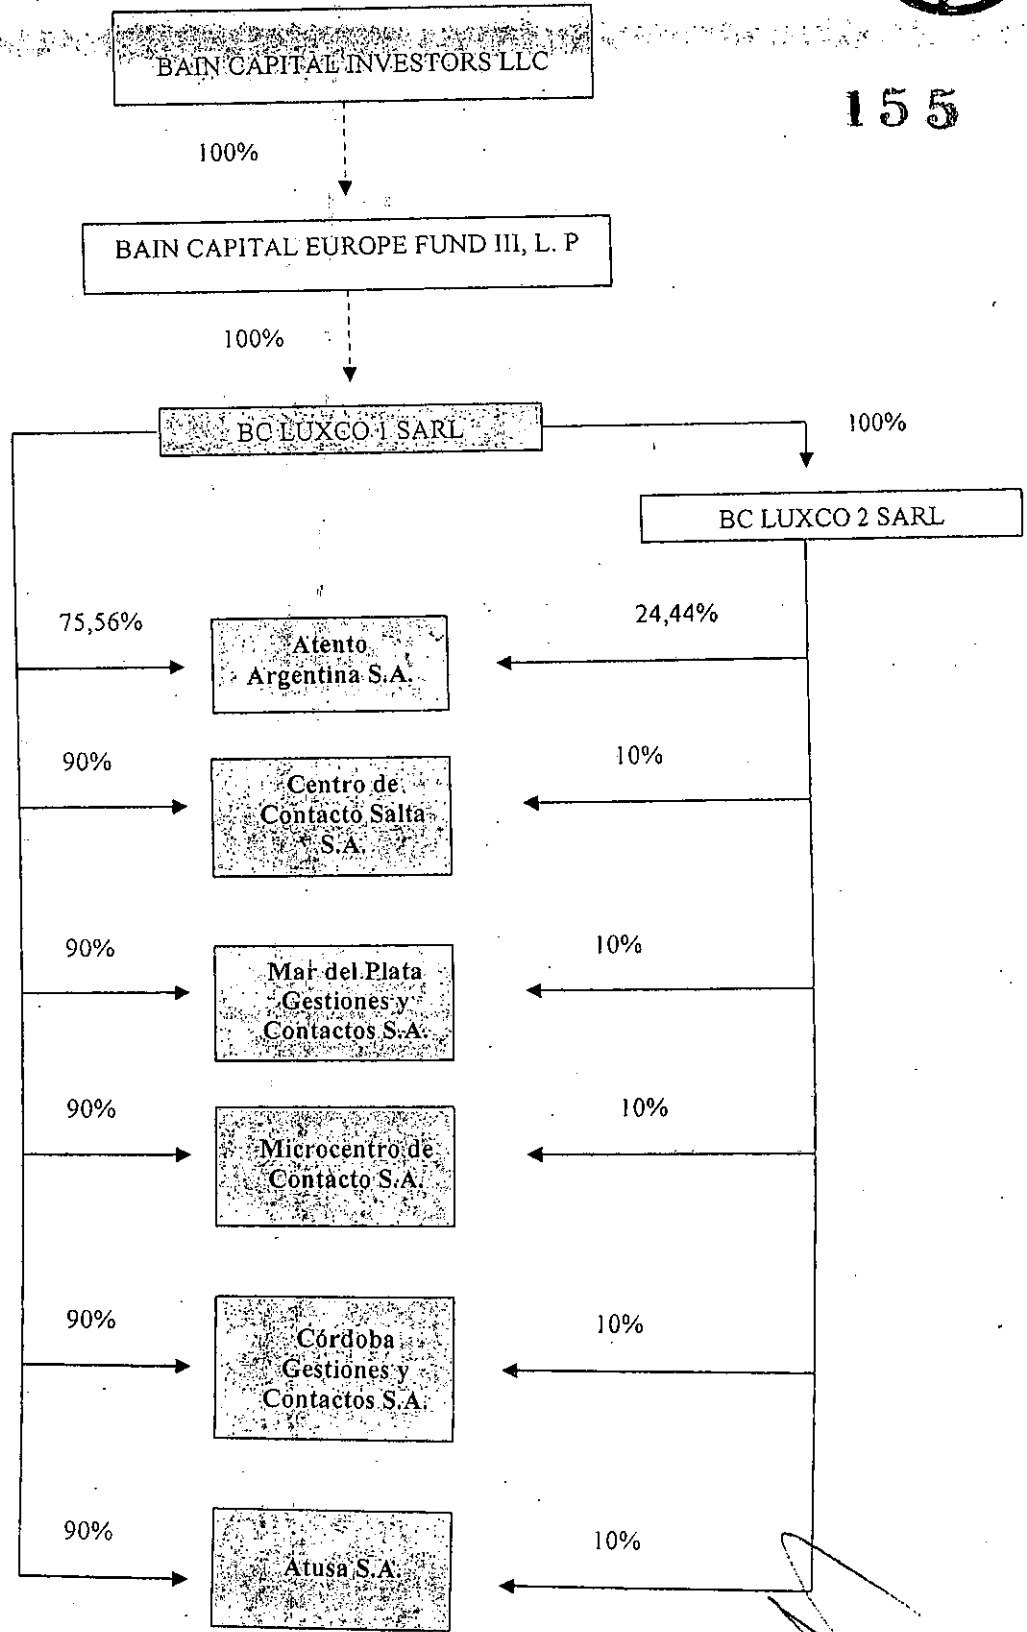 BAIN CAPITAL INVESTORS LLC
155
100%
BAIN CAPITAL EUROPE FUND III, L. P
100%
BC LUXCO 1 SARL
100%
BC LUXCO 2 SARL
75,56%
Atento
Argentina S.A.
24,44%
90%
Centro de
Contacto Salta
S.A.
10%
90%
Mar del Plata
Gestiones y
Contactos S.A.
10%
90%
Microcentro de
Contacto S.A.
10%
90%
Córdoba
Gestiones y
Contactos S.A.
10%
90%
Atusa S.A.
10%